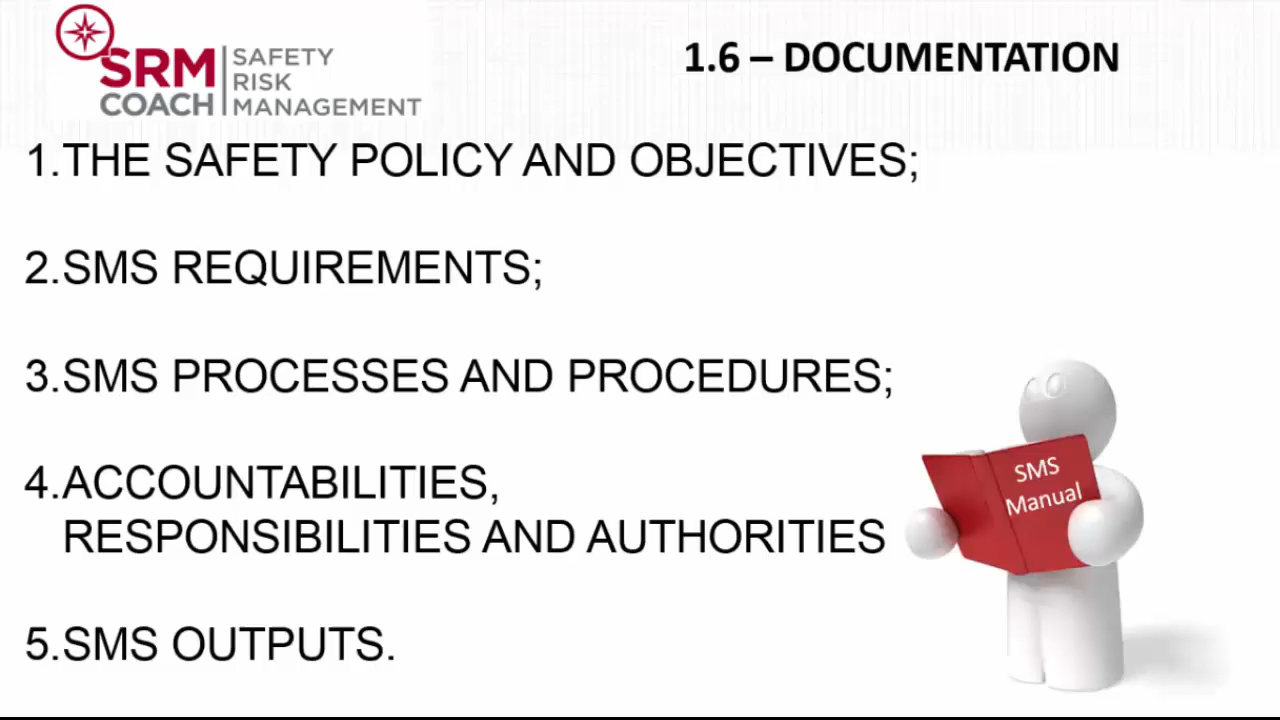 SRM
COACH
SAFETY
RISK
MANAGEMENT
1.6 – DOCUMENTATION
1.THE SAFETY POLICY AND OBJECTIVES;
2.SMS REQUIREMENTS;
3.SMS PROCESSES AND PROCEDURES;
4.ACCOUNTABILITIES,
RESPONSIBILITIES AND AUTHORITIES
5.SMS OUTPUTS.
SMS
Manual